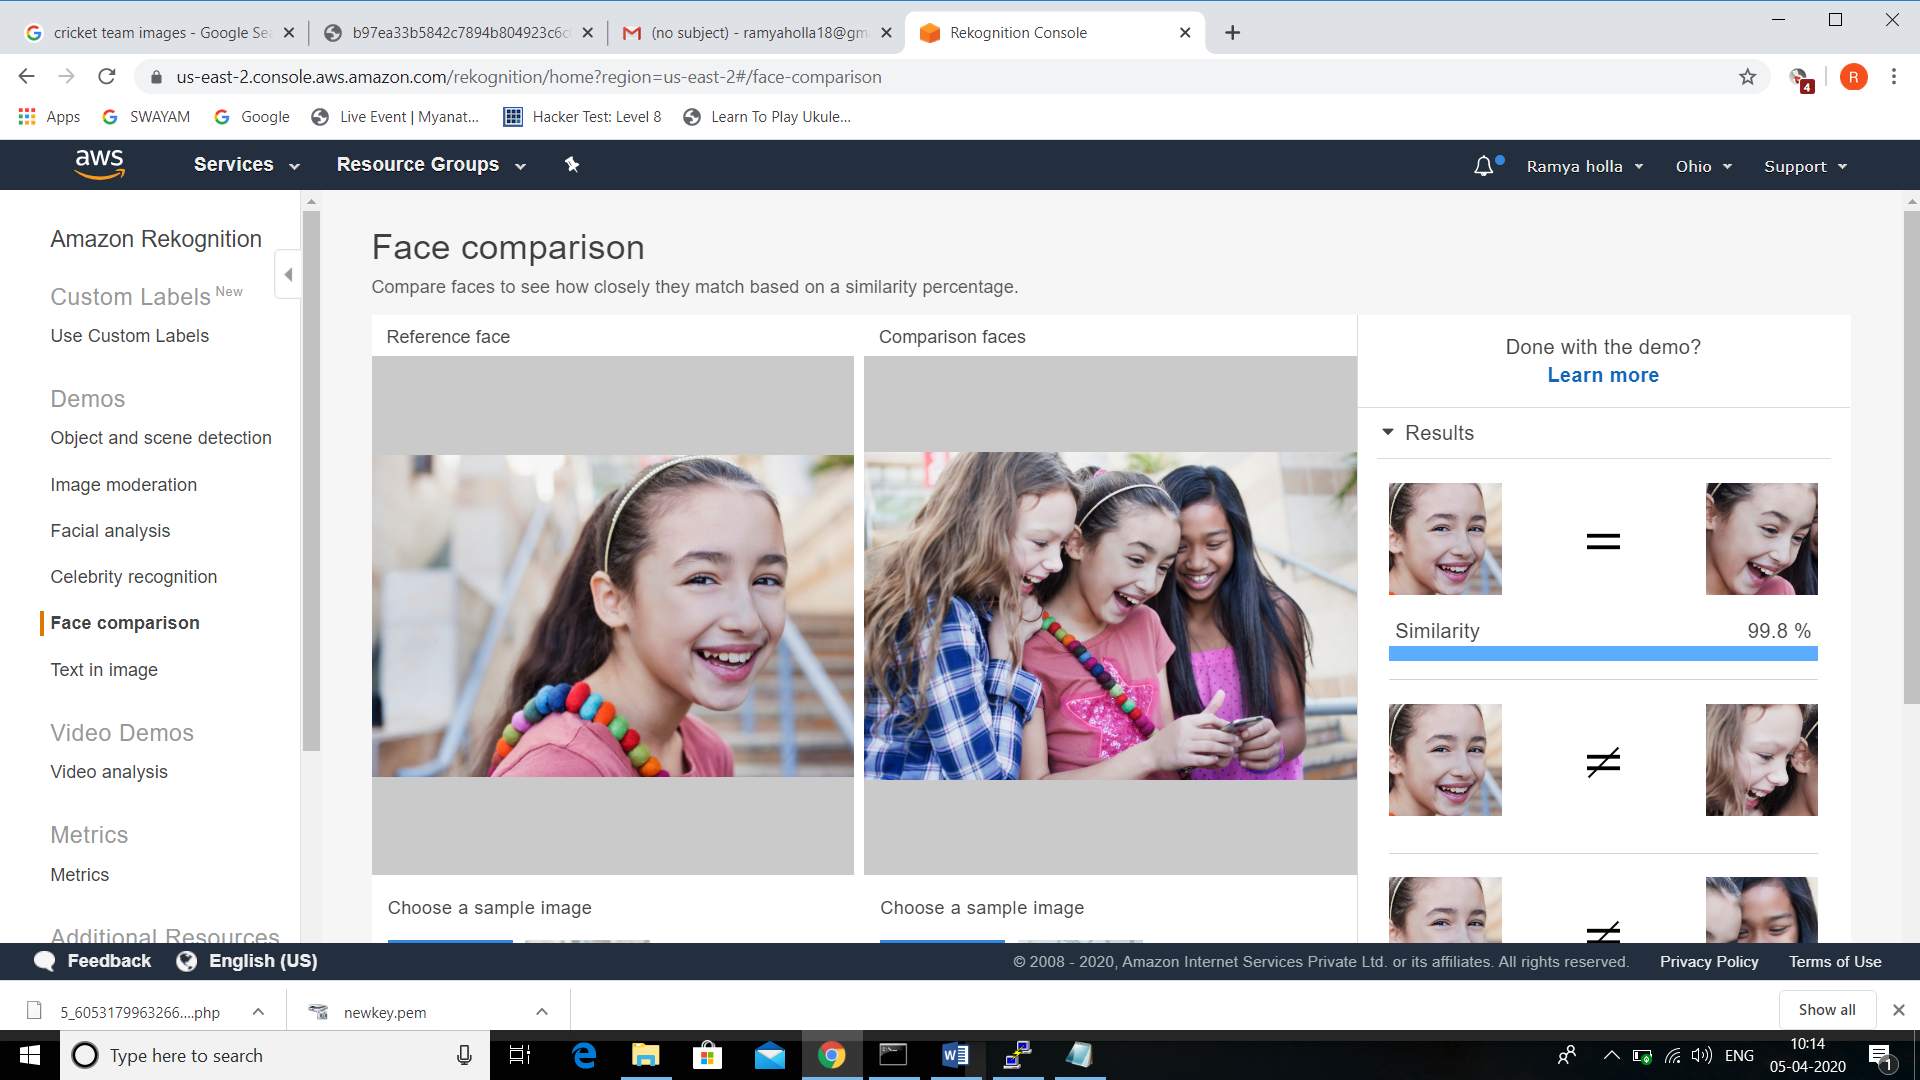 cricket team images - Google Se
b97ea33b5842c7894b804923c6c
(no subject) - ramyaholla18@gm
Rekognition Console
us-east-2.console.aws.amazon.com/rekognition/home?region=us-east-2#/face-comparison
R
4
Apps
SWAYAM
Google
Live Event | Myanat...
Hacker Test: Level 8
Learn To Play Ukule...
aws
Services
Resource Groups
Ramya holla
Ohio
Support
Amazon Rekognition
Custom Labels New
Use Custom Labels
Demos
Object and scene detection
Image moderation
Facial analysis
Celebrity recognition
Face comparison
Text in image
Video Demos
Video analysis
Metrics
Metrics
Additional Resources
Face comparison
Compare faces to see how closely they match based on a similarity percentage.
Reference face
Comparison faces
Choose a sample image
Choose a sample image
Done with the demo?
Learn more
Results
=
Similarity
99.8 %
≠
≠
Feedback
English (US)
© 2008 - 2020, Amazon Internet Services Private Ltd. or its affiliates. All rights reserved.
Privacy Policy
Terms of Use
5_6053179963266....php
newkey.pem
Show all
Type here to search
ENG
10:14
05-04-2020
1